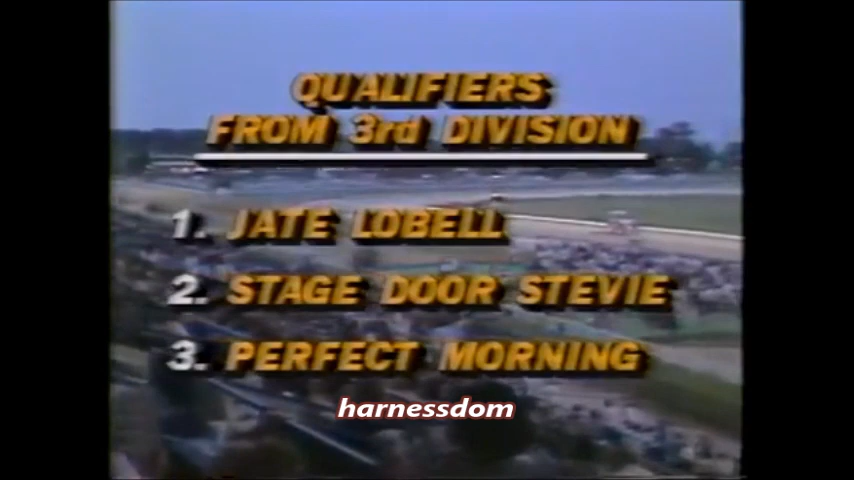 QUALIFIERS
FROM 3rd DIVISION
1. JATE LOBELL
2. STAGE DOOR STEVIE
3. PERFECT MORNING
harnessdom